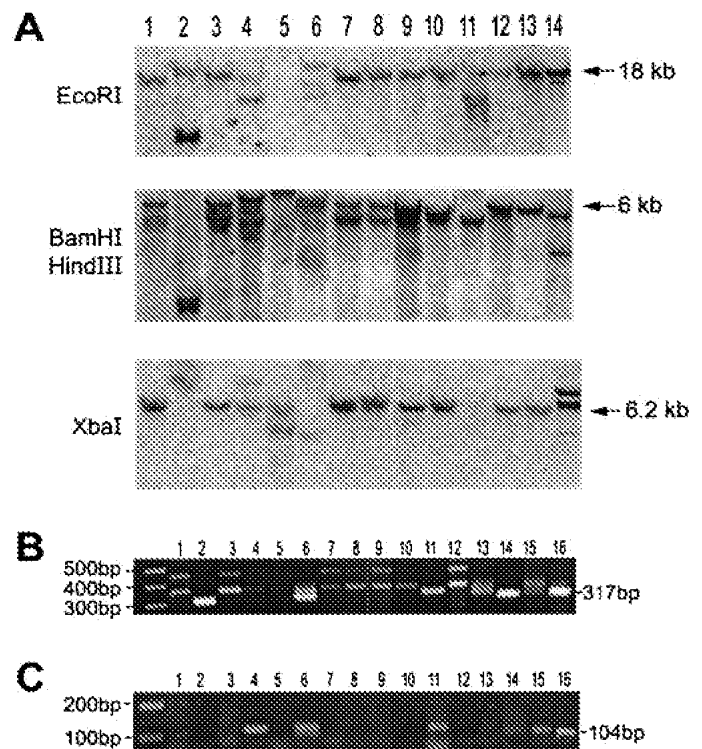 A
1 2 3 4 5 6 7 8 9 10 11 12 13 14
EcoRI
18 kb
BamHI
HindIII
6 kb
XbaI
6.2 kb
B
1 2 3 4 5 6 7 8 9 10 11 12 13 14 15 16
500bp
400bp
300bp
317bp
C
1 2 3 4 5 6 7 8 9 10 11 12 13 14 15 16
200bp
100bp
104bp